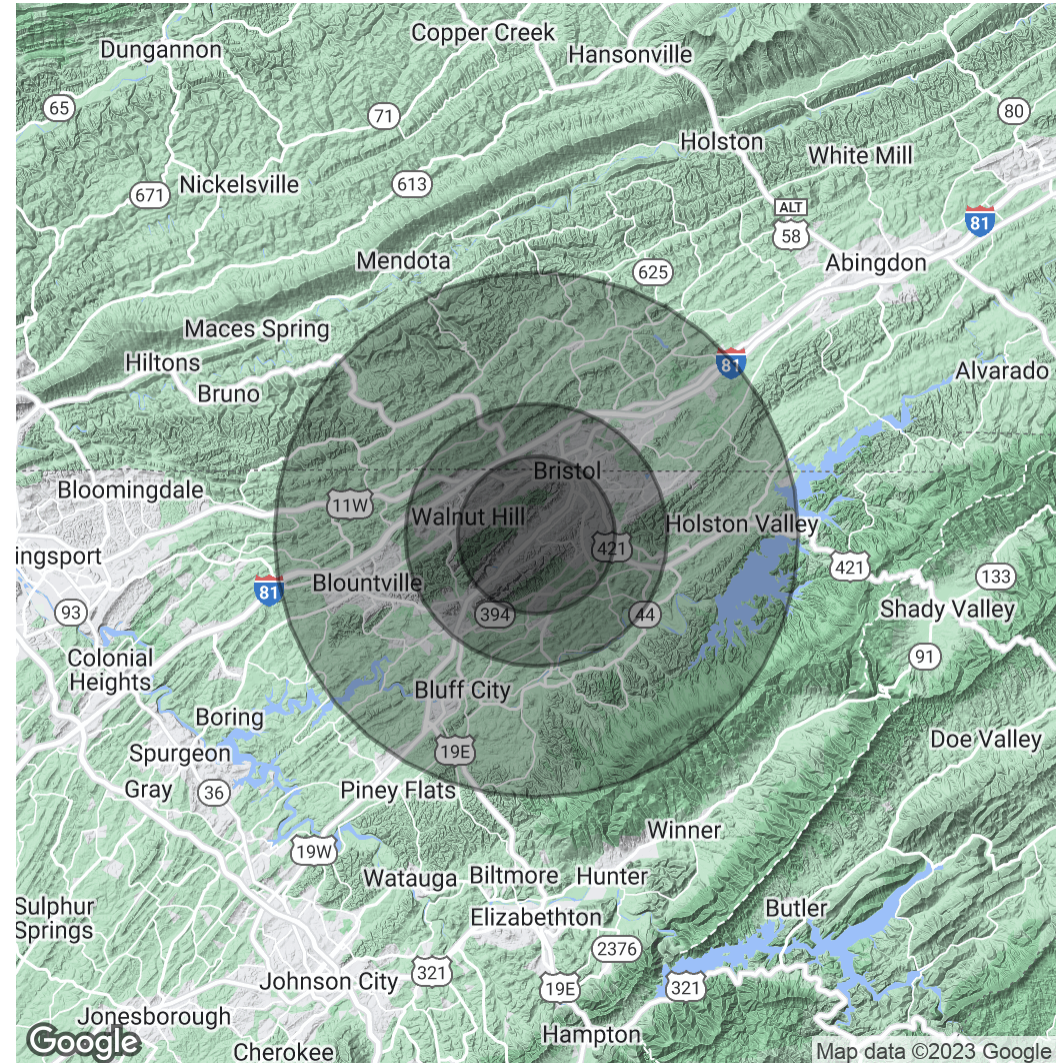 Copper Creek
Dungannon
Hansonville
65
71
80
Holston
White Mill
613
Nickelsville
671
ALT
58
81
Mendota
625
Abingdon
Maces Spring
Hiltons
81
Alvarado
Bruno
Bristol
Bloomingdale
11W
Walnut Hill
Holston Valley
421
ingsport
421
133
Blountville
81
93
394
44
Shady Valley
91
Colonial
Heights
Bluff City
Boring
19E
Doe Valley
Spurgeon
Gray
36
Piney Flats
Winner
19W
Watauga
Biltmore
Hunter
Sulphur
Springs
Elizabethton
Butler
2376
321
Johnson City
19E
321
Jonesborough
Hampton
Google
Cherokee
Map data ©2023 Google